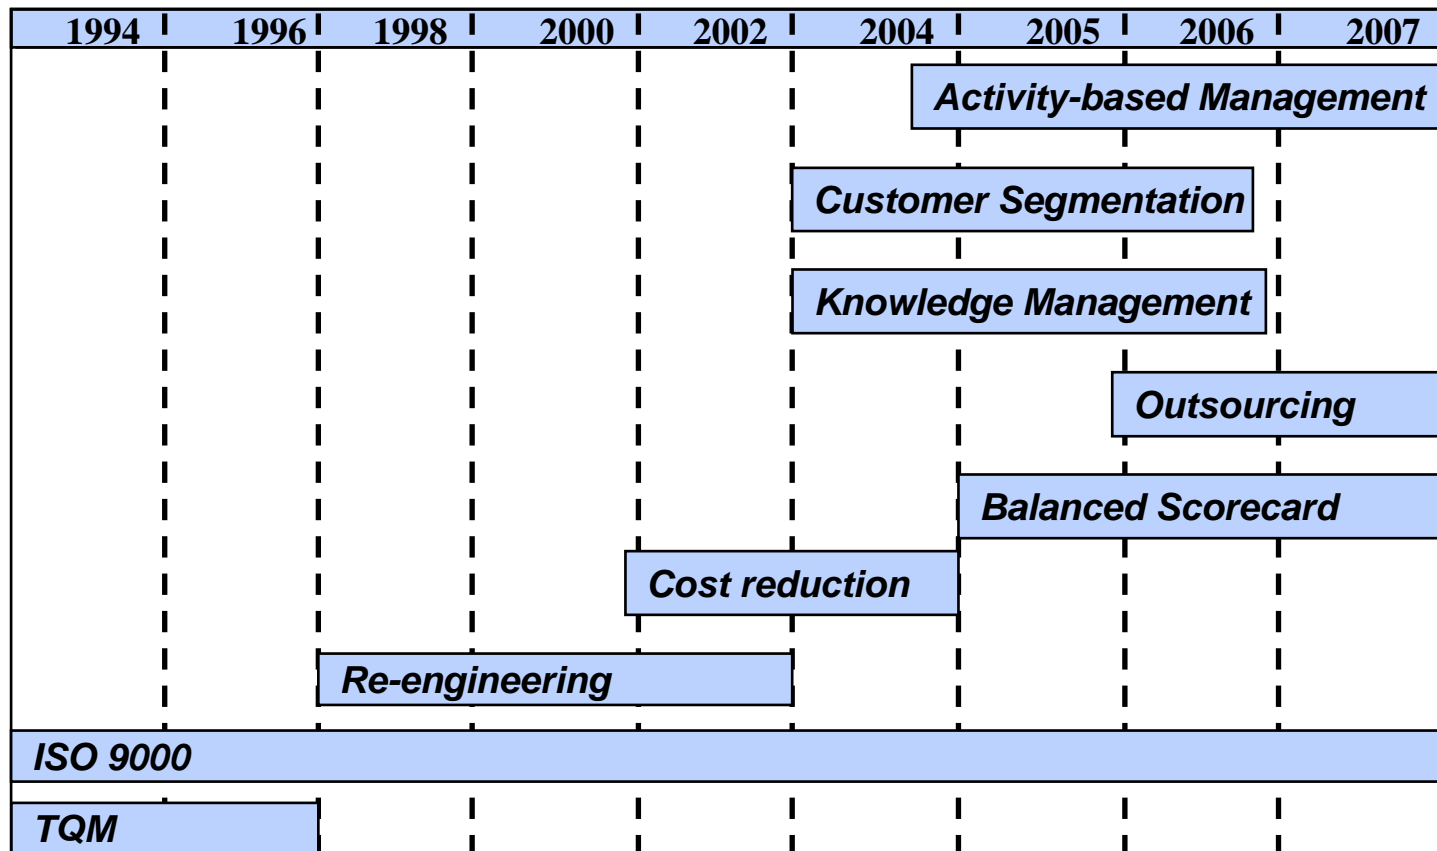 1994 1996 1998 2000 2002 2004 2005 2006 2007
Activity-based Management
Customer Segmentation
Knowledge Management
Outsourcing
Balanced Scorecard
Cost reduction
Re-engineering
ISO 9000
TQM